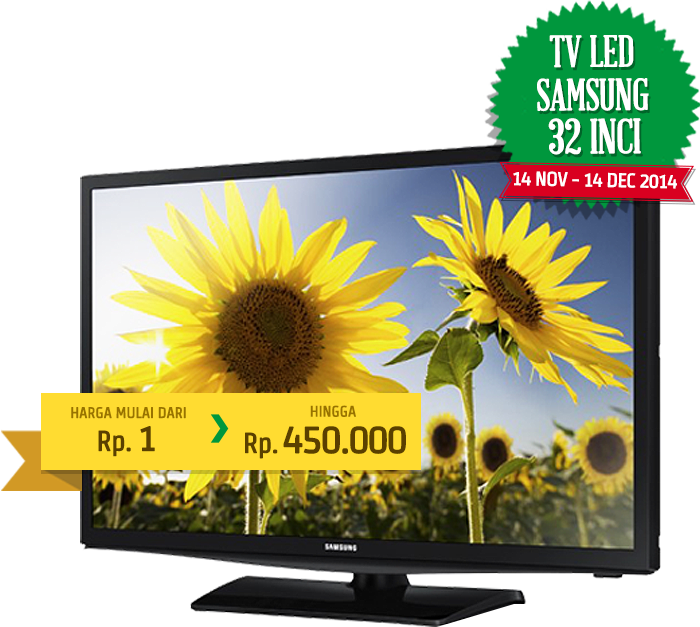 TV LED
SAMSUNG
32 INCI
14 NOV - 14 DEC 2014
HARGA MULAI DARI
Rp. 1
HINGGA
Rp. 450.000
SAMSUNG